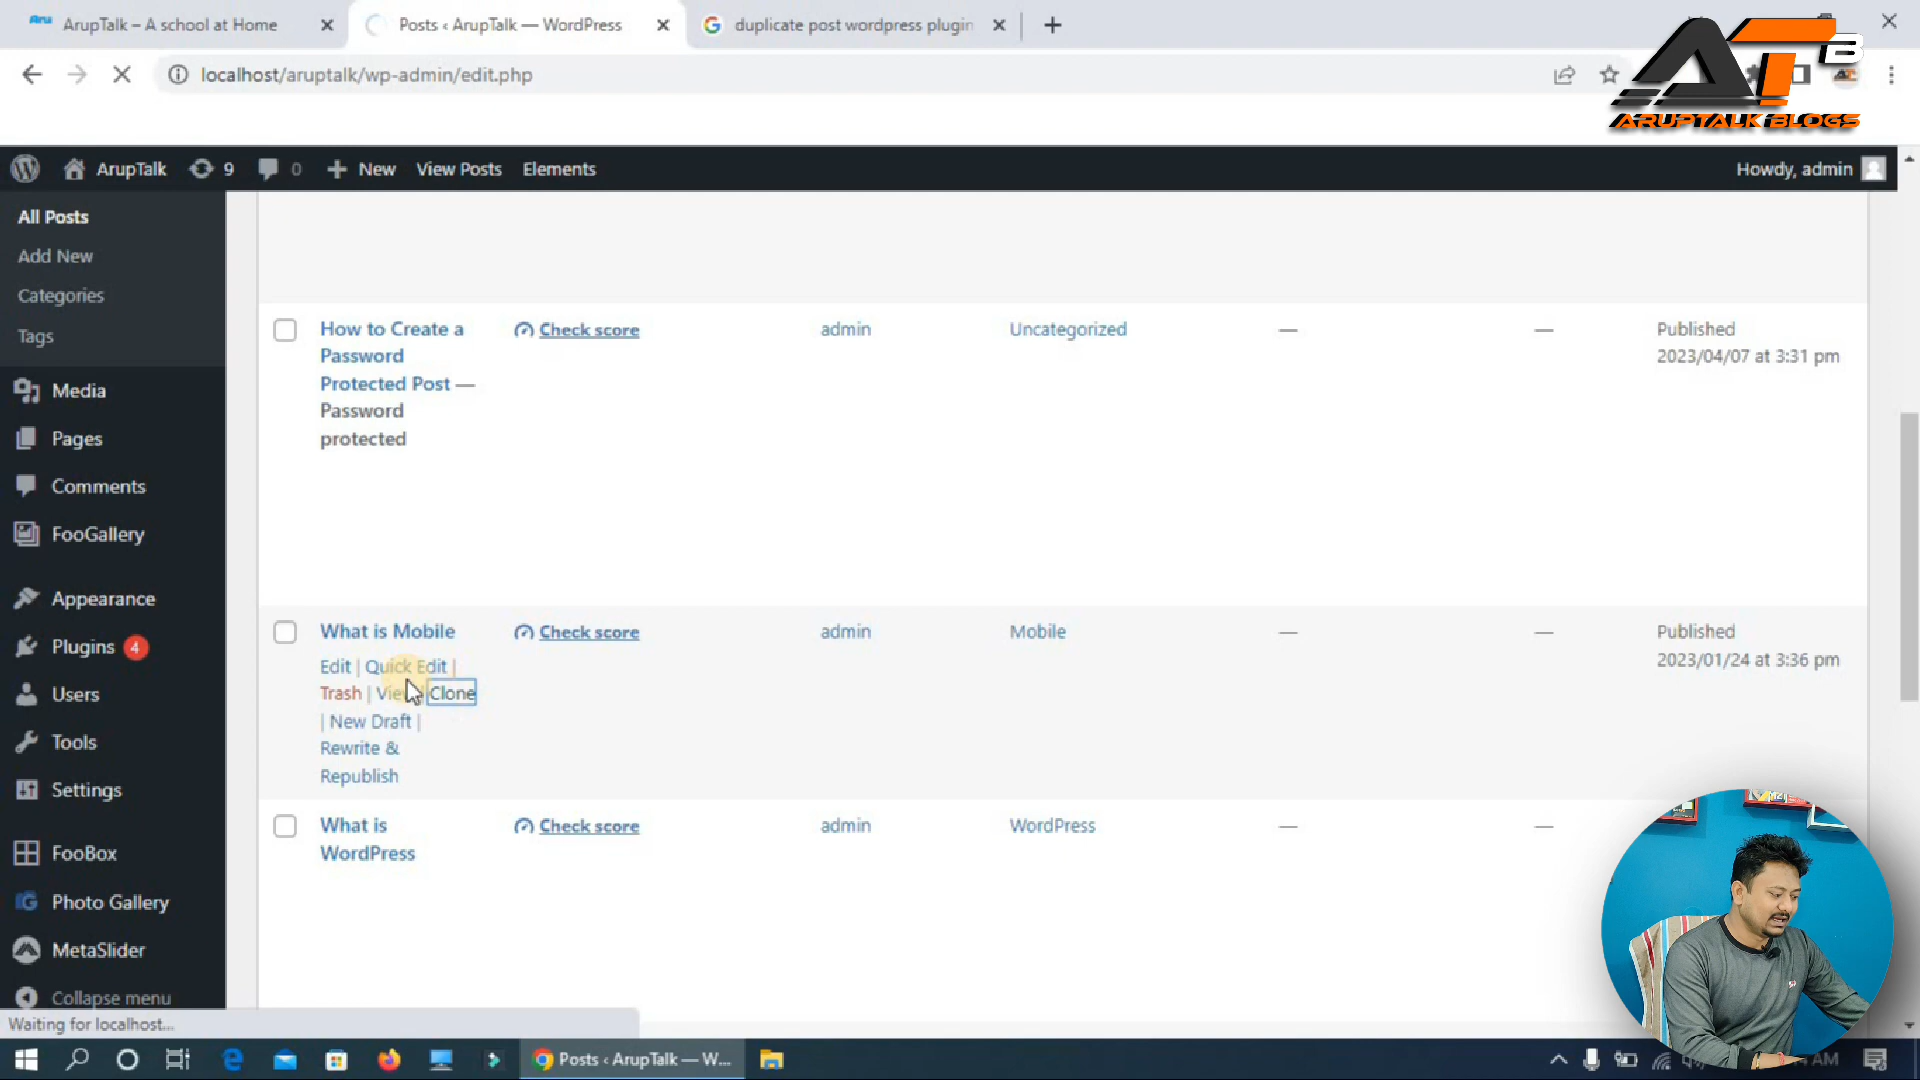 Aru ArupTalk – A school at Home
Posts ‹ ArupTalk — WordPress
G duplicate post wordpress plugin
localhost/aruptalk/wp-admin/edit.php
AT B
ARUPTALK BLOGS
ArupTalk 9 0 New View Posts Elements Howdy, admin
All Posts
Add New
Categories
Tags
Media
Pages
Comments
FooGallery
Appearance
Plugins 4
Users
Tools
Settings
FooBox
Photo Gallery
MetaSlider
Collapse menu
How to Create a Check score admin Uncategorized — — Published
Password 2023/04/07 at 3:31 pm
Protected Post —
Password
protected
What is Mobile Check score admin Mobile — — Published
Edit | Quick Edit | 2023/01/24 at 3:36 pm
Trash | View | Clone
| New Draft |
Rewrite &
Republish
What is Check score admin WordPress — —
WordPress
Waiting for localhost...
Posts ‹ ArupTalk — W...
AM